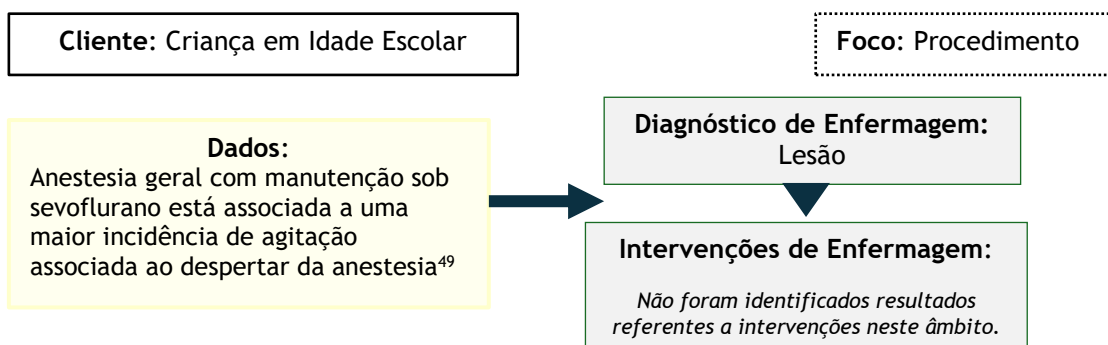 Cliente: Criança em Idade Escolar
Foco: Procedimento
Dados:
Anestesia geral com manutenção sob
sevoflurano está associada a uma
maior incidência de agitação
associada ao despertar da anestesia⁴⁹
Diagnóstico de Enfermagem:
Lesão
Intervenções de Enfermagem:
Não foram identificados resultados
referentes a intervenções neste âmbito.